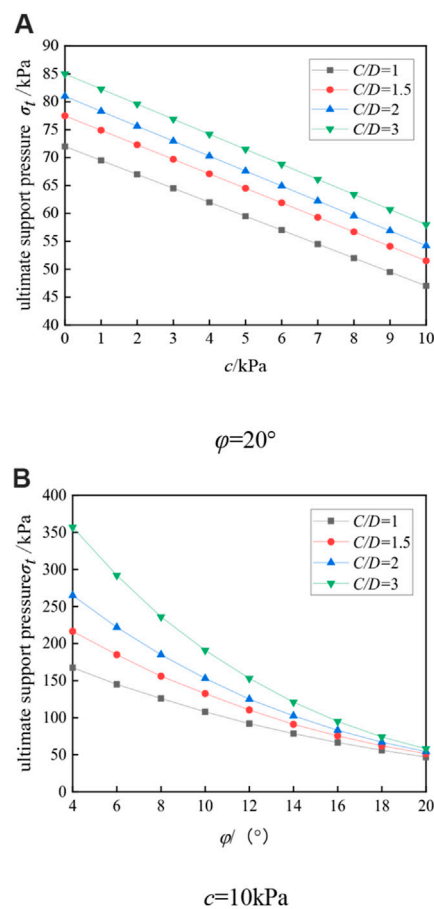 A
ultimate support pressure σt /kPa
90
85
80
75
70
65
60
55
50
45
40
C/D=1
C/D=1.5
C/D=2
C/D=3
0 1 2 3 4 5 6 7 8 9 10
c/kPa
φ=20°
B
ultimate support pressureσt /kPa
400
350
300
250
200
150
100
50
0
C/D=1
C/D=1.5
C/D=2
C/D=3
4 6 8 10 12 14 16 18 20
φ/（°）
c=10kPa